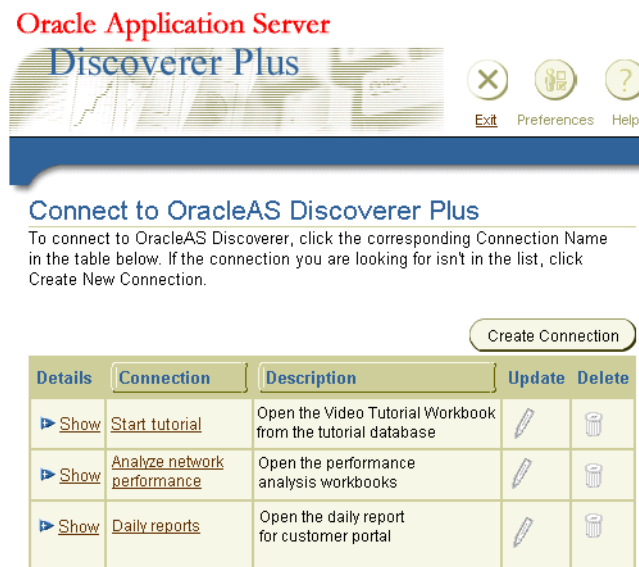 Oracle Application Server
Discoverer Plus
Exit
Preferences
Help
Connect to OracleAS Discoverer Plus
To connect to OracleAS Discoverer, click the corresponding Connection Name
in the table below. If the connection you are looking for isn't in the list, click
Create New Connection.
Create Connection
Details Connection Description Update Delete
Show Start tutorial Open the Video Tutorial Workbook
from the tutorial database
Show Analyze network Open the performance
performance analysis workbooks
Show Daily reports Open the daily report
for customer portal